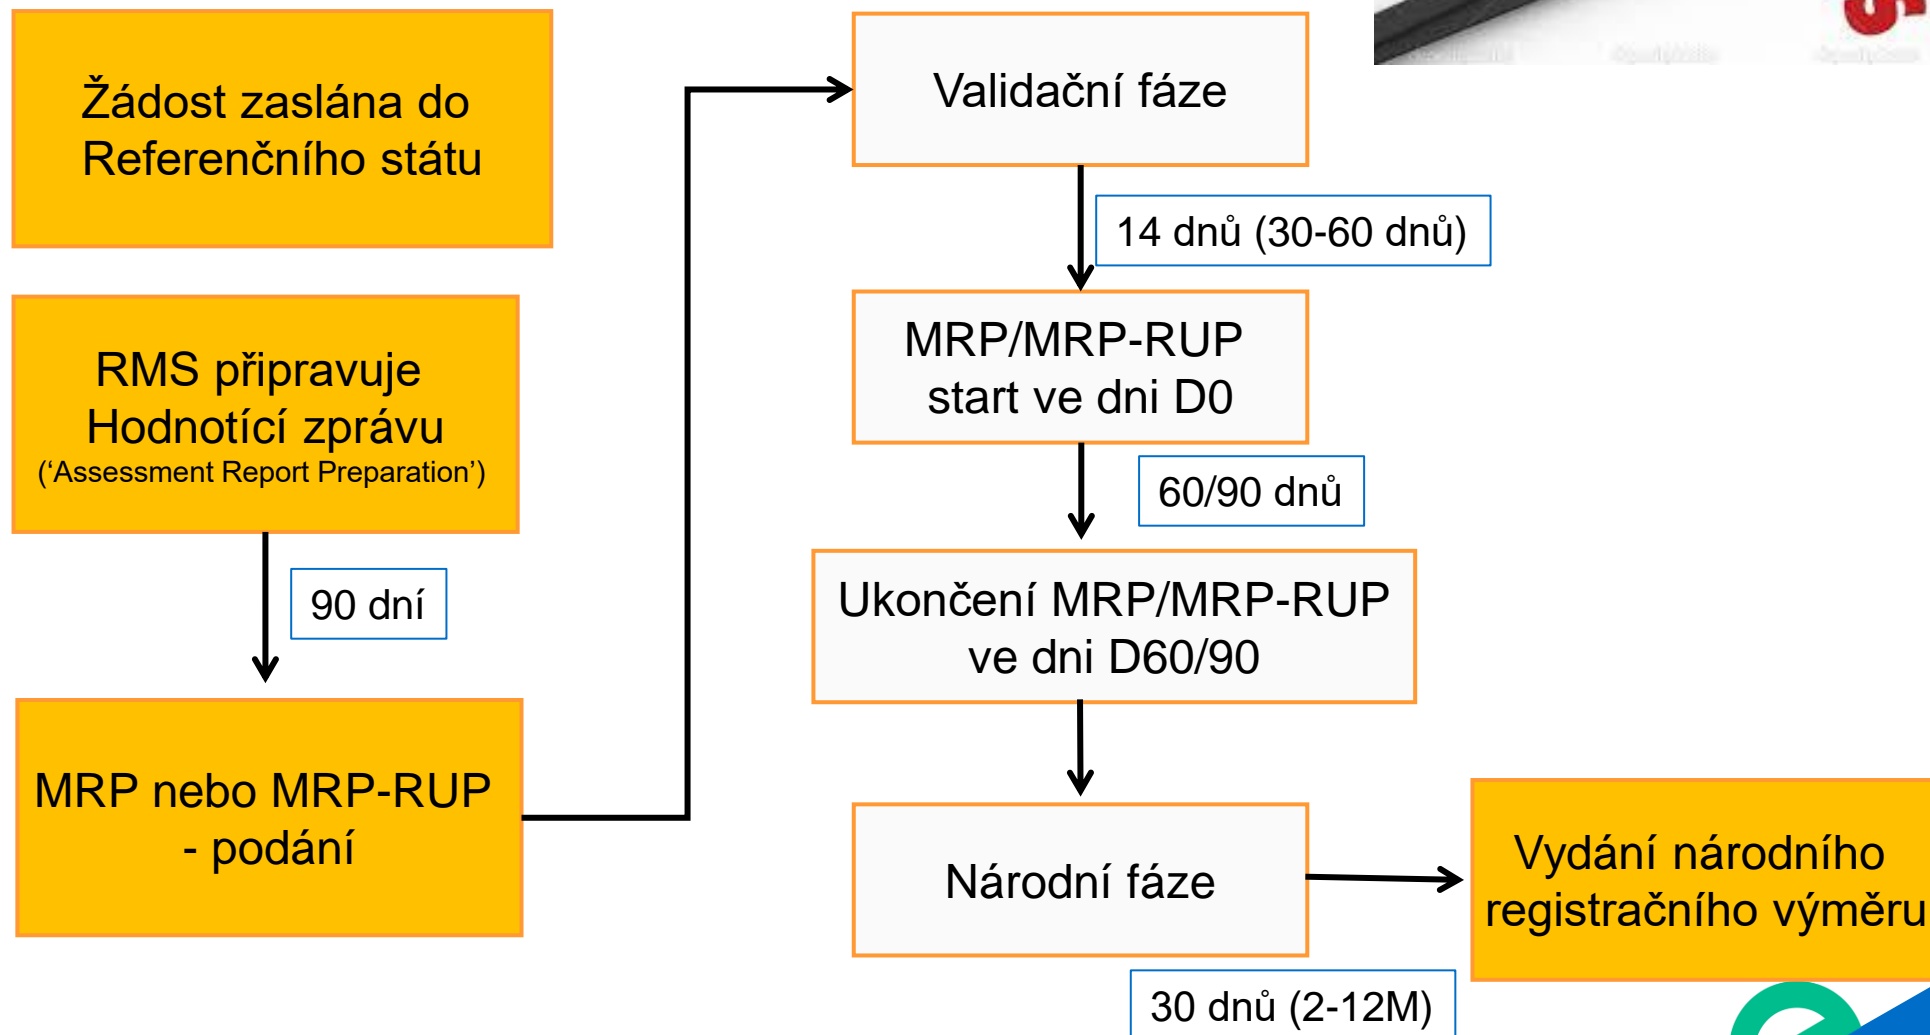 Žádost zaslána do
Referenčního státu
RMS připravuje
Hodnotící zprávu
(‘Assessment Report Preparation’)
90 dní
MRP nebo MRP-RUP
- podání
Validační fáze
14 dnů (30-60 dnů)
MRP/MRP-RUP
start ve dni D0
60/90 dnů
Ukončení MRP/MRP-RUP
ve dni D60/90
Národní fáze
30 dnů (2-12M)
Vydání národního
registračního výměru